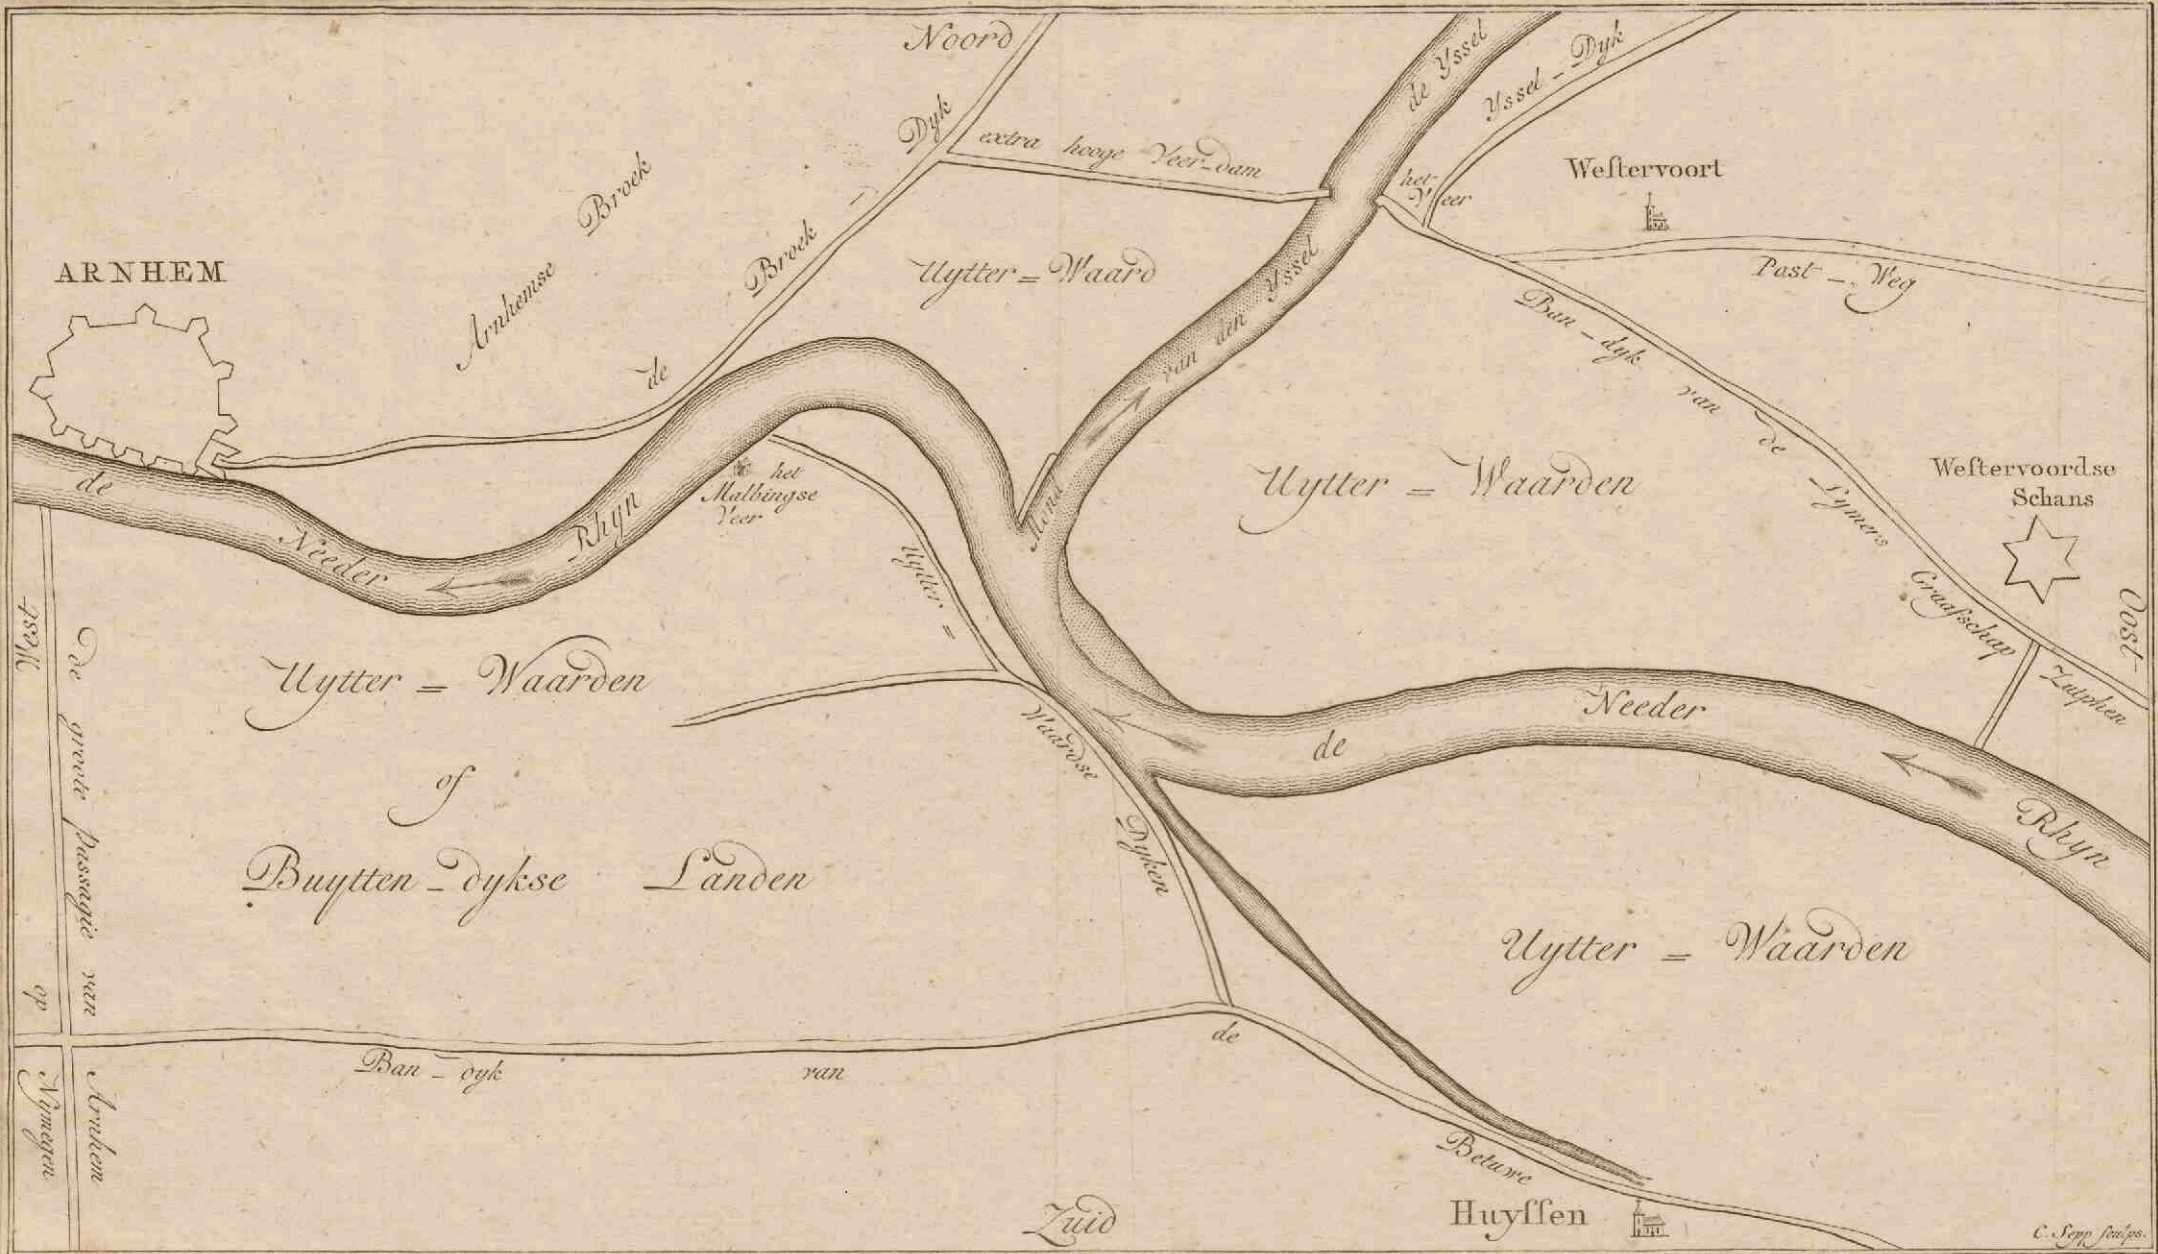 Noord
de Yssel
Yssel - Dyk
extra hooge Veer-dam
het Veer
Weſtervoort
Post - Weg
ARNHEM
Arnhemse Broek
de Broek - Dyk
Uytter = Waard
Mond van den Yssel
Ban - dyk van de Lymers Graafschap Zutphen
Uytter = Waarden
Weſtervoordse
Schans
Oost
West
de Needer Rhyn
het
Malbingse
Veer
Uytter = Waardse Dyken
de Needer Rhyn
Uytter = Waarden
of
Buytten - dykse Landen
Uytter = Waarden
de groote passagie van Arnhem
op Nymegen
Ban - dyk van de Betuwe
Zuid
Huyſſen
C. Sepp sculps.